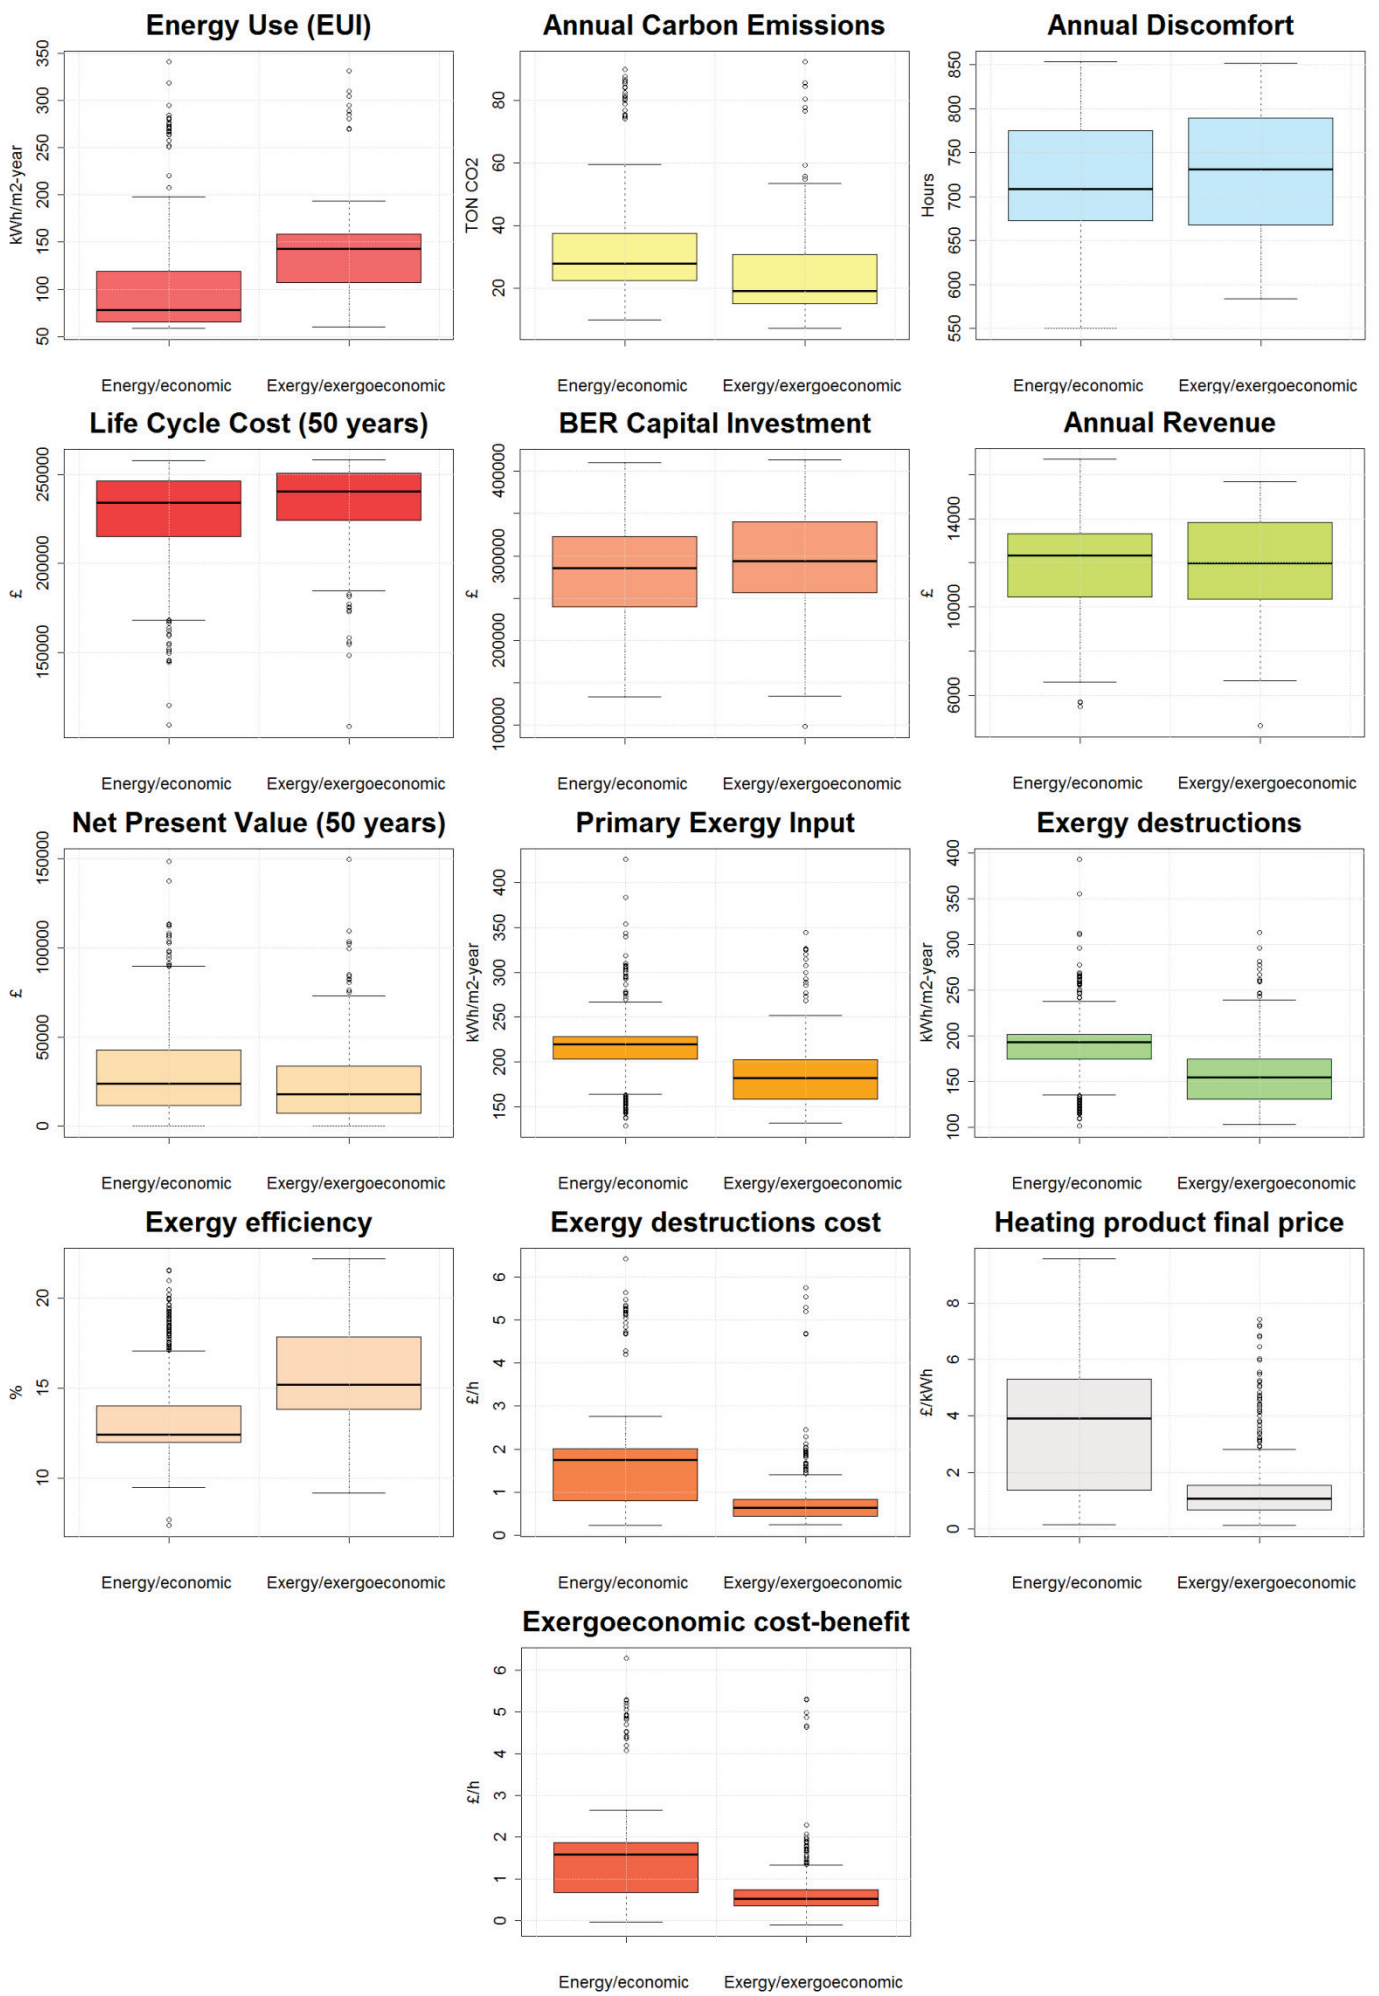 Energy Use (EUI)
kWh/m2-year
50 100 150 200 250 300 350
Energy/economic Exergy/exergoeconomic
Annual Carbon Emissions
TON CO2
20 40 60 80
Energy/economic Exergy/exergoeconomic
Annual Discomfort
Hours
550 600 650 700 750 800 850
Energy/economic Exergy/exergoeconomic
Life Cycle Cost (50 years)
£
150000 200000 250000
Energy/economic Exergy/exergoeconomic
BER Capital Investment
£
100000 200000 300000 400000
Energy/economic Exergy/exergoeconomic
Annual Revenue
£
6000 10000 14000
Energy/economic Exergy/exergoeconomic
Net Present Value (50 years)
£
0 50000 100000 150000
Energy/economic Exergy/exergoeconomic
Primary Exergy Input
kWh/m2-year
150 200 250 300 350 400
Energy/economic Exergy/exergoeconomic
Exergy destructions
kWh/m2-year
100 150 200 250 300 350 400
Energy/economic Exergy/exergoeconomic
Exergy efficiency
%
10 15 20
Energy/economic Exergy/exergoeconomic
Exergy destructions cost
£/h
0 1 2 3 4 5 6
Energy/economic Exergy/exergoeconomic
Heating product final price
£/kWh
0 2 4 6 8
Energy/economic Exergy/exergoeconomic
Exergoeconomic cost-benefit
£/h
0 1 2 3 4 5 6
Energy/economic Exergy/exergoeconomic